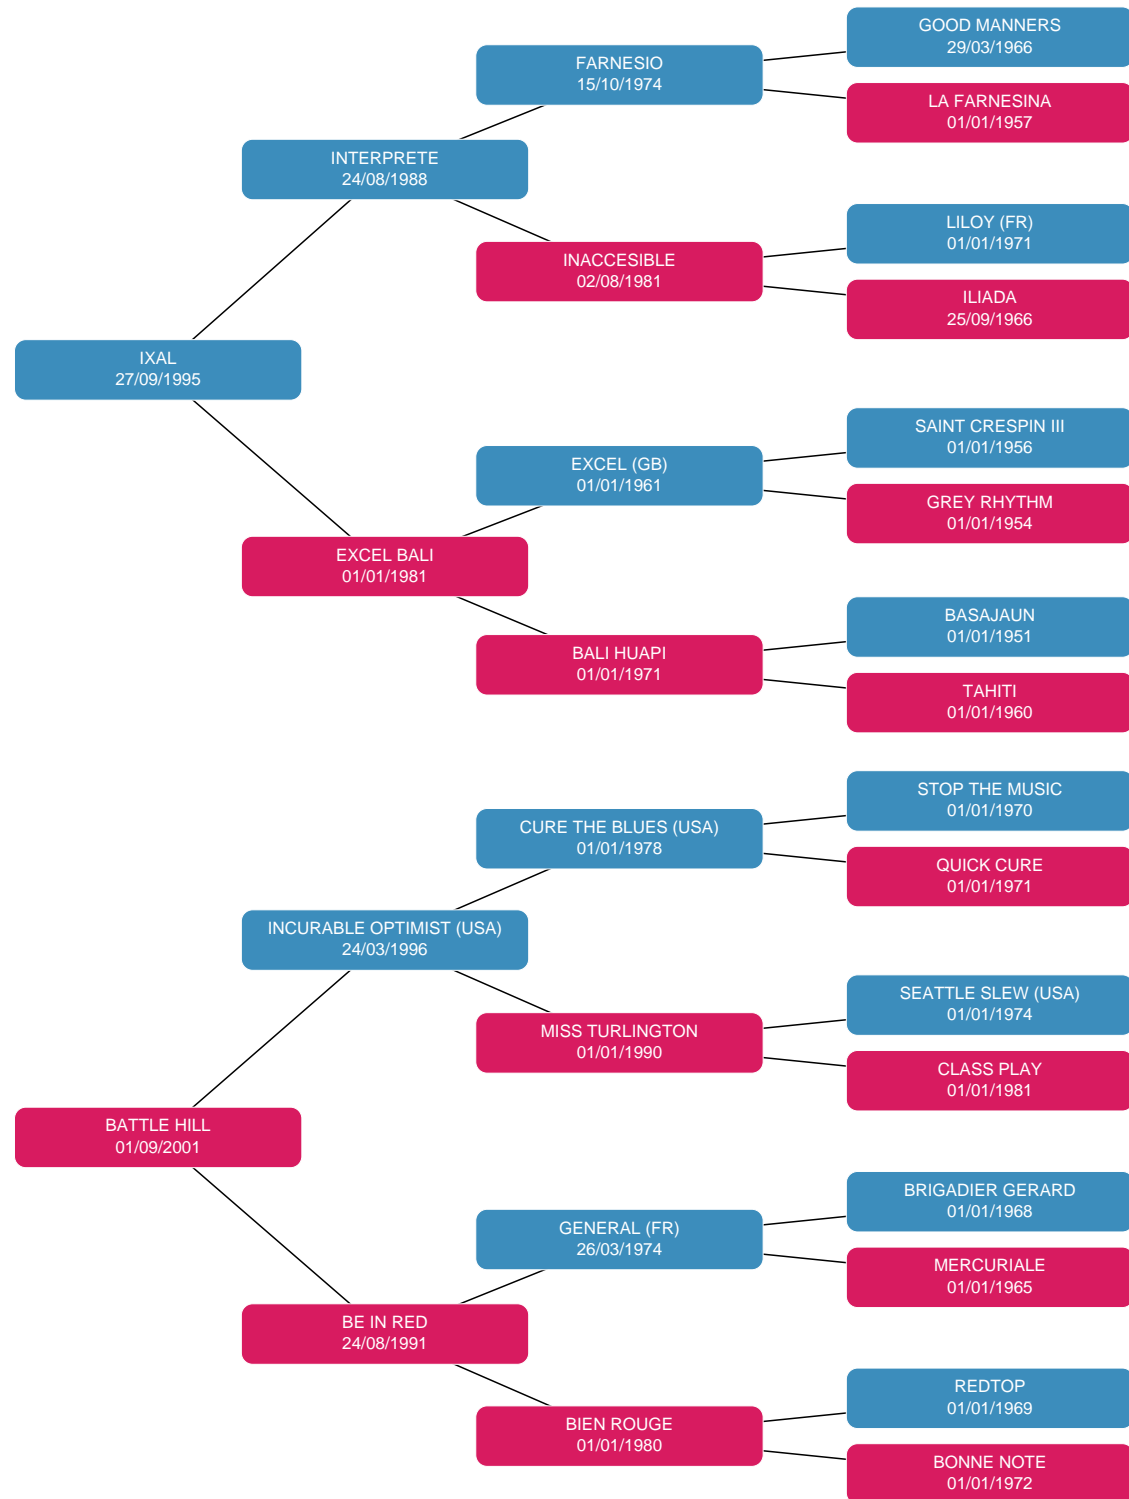 GOOD MANNERS
29/03/1966
FARNESIO
15/10/1974
LA FARNESINA
01/01/1957
INTERPRETE
24/08/1988
LILOY (FR)
01/01/1971
INACCESIBLE
02/08/1981
ILIADA
25/09/1966
IXAL
27/09/1995
SAINT CRESPIN III
01/01/1956
EXCEL (GB)
01/01/1961
GREY RHYTHM
01/01/1954
EXCEL BALI
01/01/1981
BASAJAUN
01/01/1951
BALI HUAPI
01/01/1971
TAHITI
01/01/1960
STOP THE MUSIC
01/01/1970
CURE THE BLUES (USA)
01/01/1978
QUICK CURE
01/01/1971
INCURABLE OPTIMIST (USA)
24/03/1996
SEATTLE SLEW (USA)
01/01/1974
MISS TURLINGTON
01/01/1990
CLASS PLAY
01/01/1981
BATTLE HILL
01/09/2001
BRIGADIER GERARD
01/01/1968
GENERAL (FR)
26/03/1974
MERCURIALE
01/01/1965
BE IN RED
24/08/1991
REDTOP
01/01/1969
BIEN ROUGE
01/01/1980
BONNE NOTE
01/01/1972